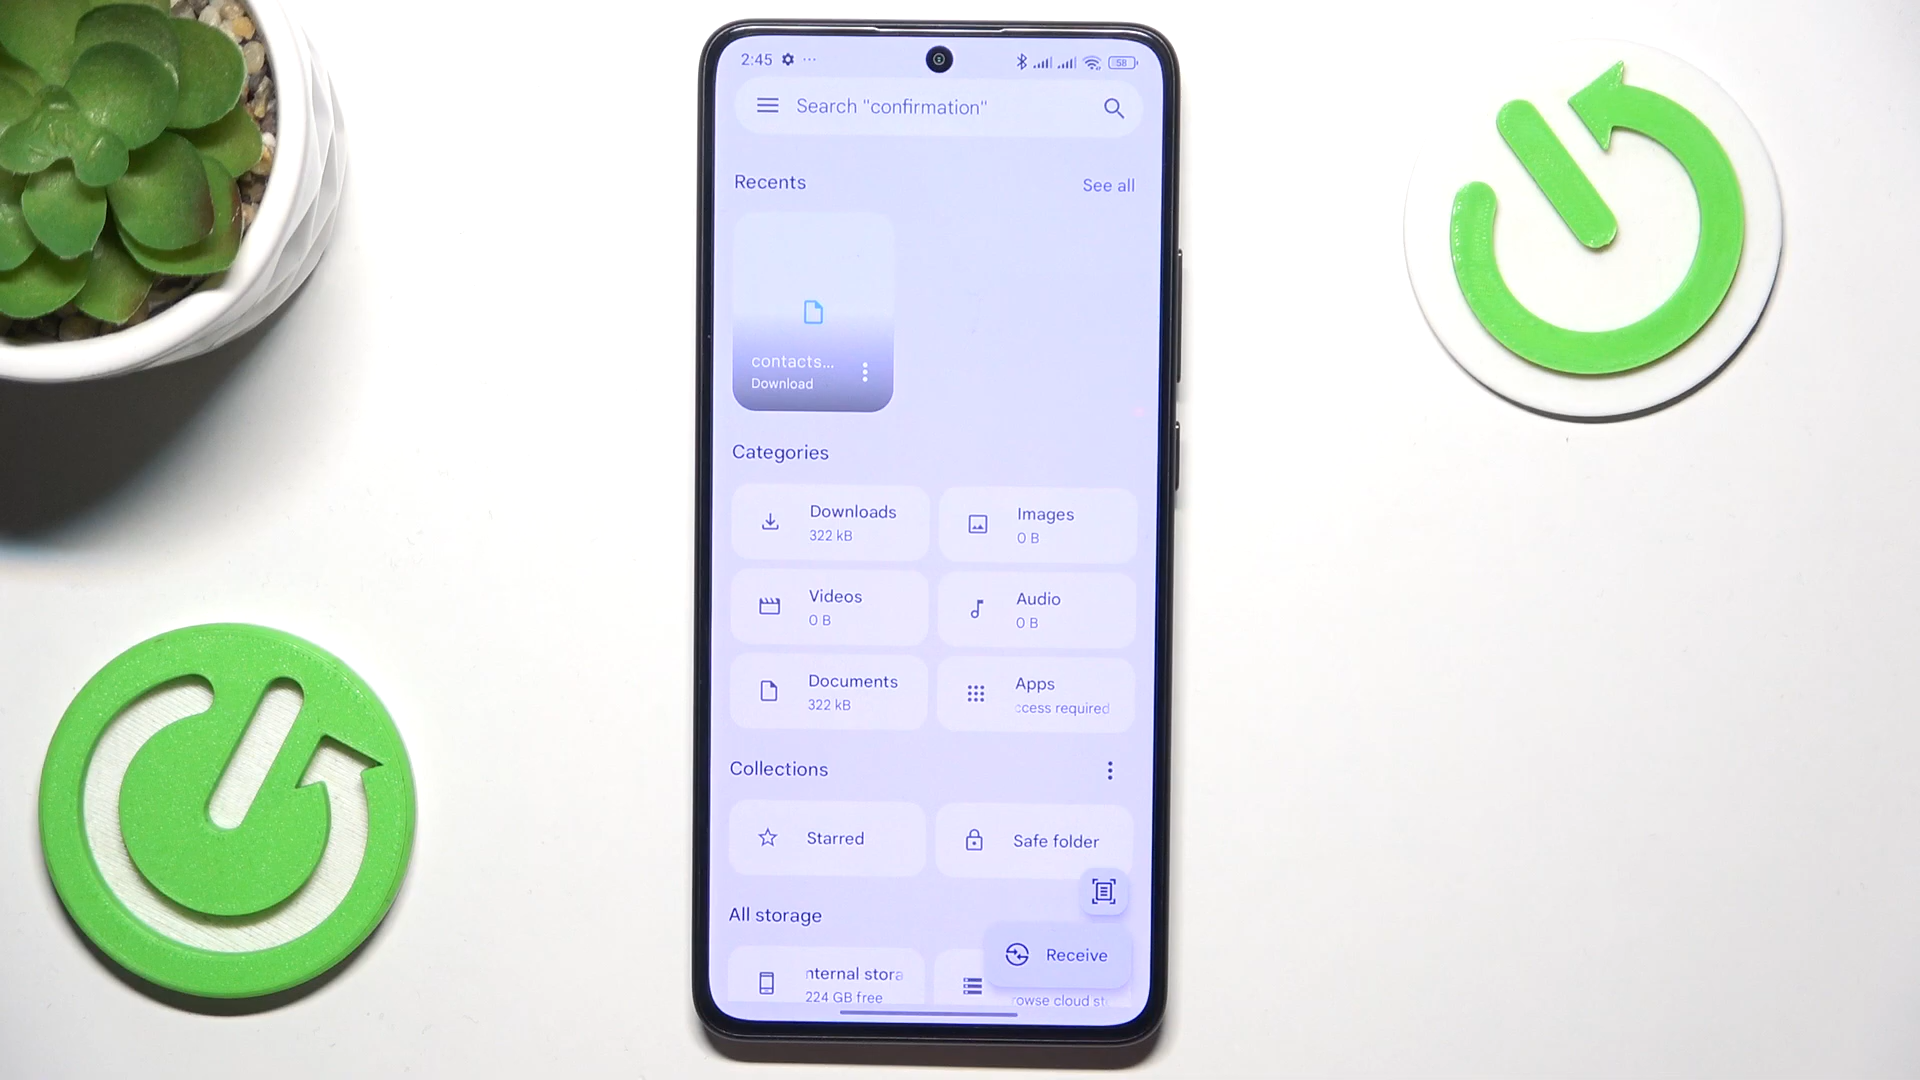 2:45 ...
58
Search "confirmation"
Recents
See all
contacts...
Download
Categories
Downloads
322 kB
Images
0 B
Videos
0 B
Audio
0 B
Documents
322 kB
Apps
ccess required
Collections
Starred
Safe folder
All storage
Receive
nternal stora
224 GB free
rowse cloud st